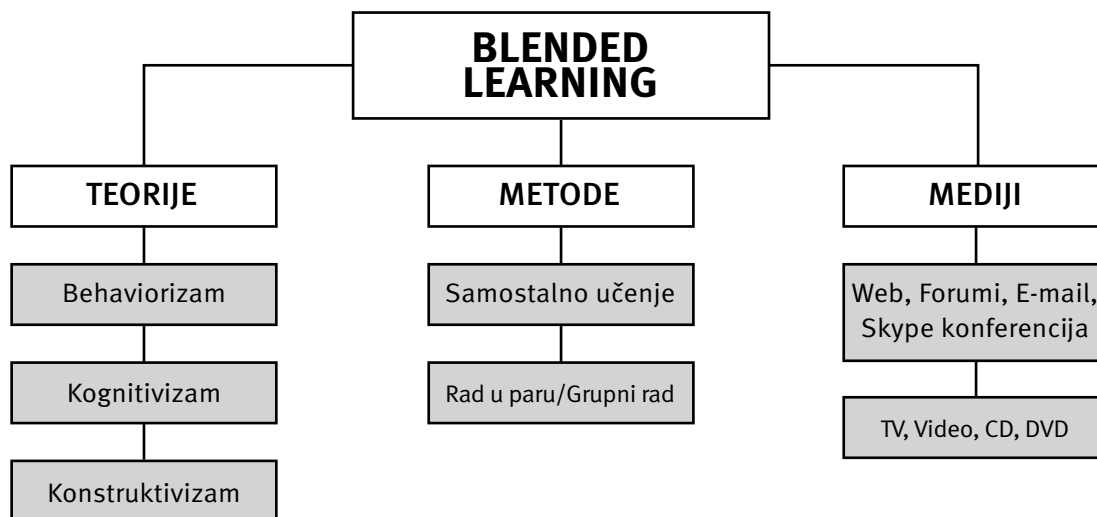 BLENDED
LEARNING
TEORIJE
Behaviorizam
Kognitivizam
Konstruktivizam
METODE
Samostalno učenje
Rad u paru/Grupni rad
MEDIJI
Web, Forumi, E-mail,
Skype konferencija
TV, Video, CD, DVD